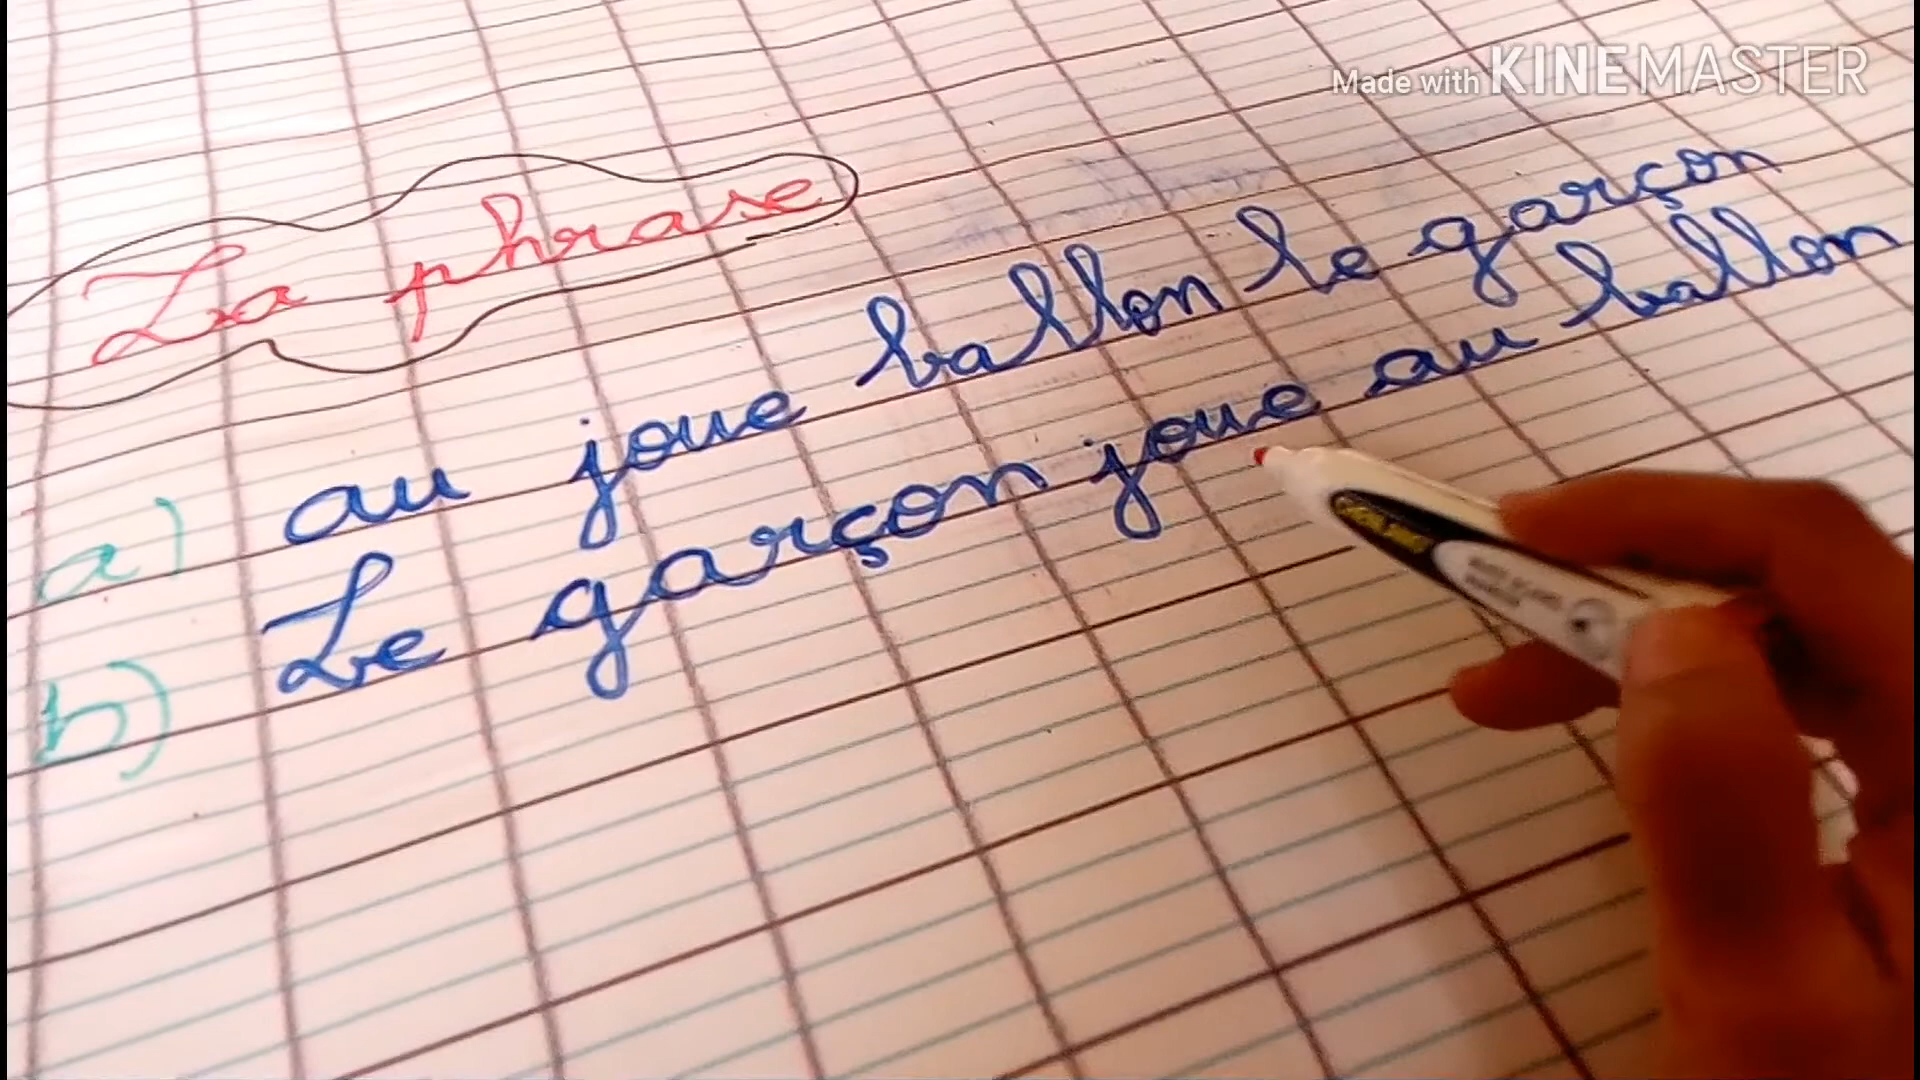 Made with KINEMASTER
La phrase
a) au joue ballon le garçon
b) Le garçon joue au ballon